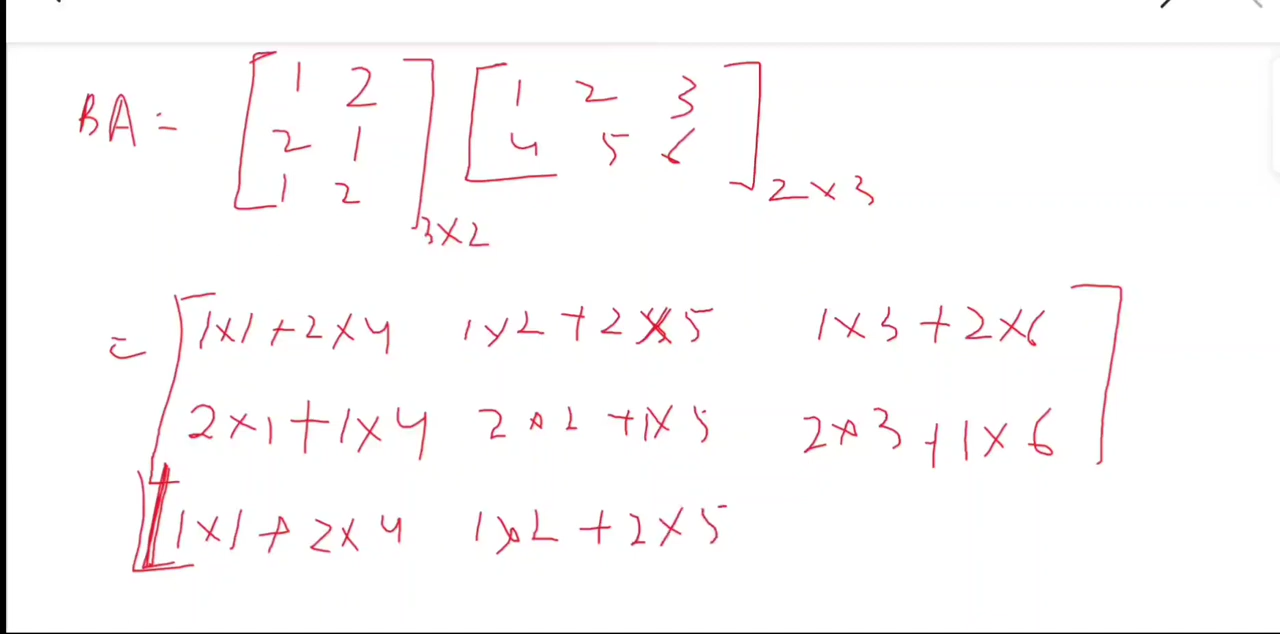 BA = [ 1 2 ] [ 1 2 3 ]
2 1 4 5 6
1 2 2×3
3×2
= [ 1×1+2×4 1×2+2×5 1×3+2×6 ]
2×1+1×4 2×2+1×5 2×3+1×6
1×1+2×4 1×2+2×5